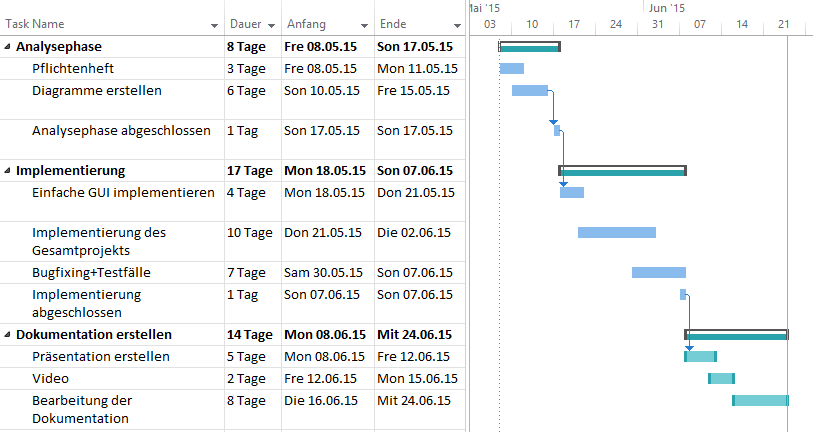 Mai '15 Jun '15
Task Name Dauer Anfang Ende 03 10 17 24 31 07 14 21
Analysephase 8 Tage Fre 08.05.15 Son 17.05.15
Pflichtenheft 3 Tage Fre 08.05.15 Mon 11.05.15
Diagramme erstellen 6 Tage Son 10.05.15 Fre 15.05.15
Analysephase abgeschlossen 1 Tag Son 17.05.15 Son 17.05.15
Implementierung 17 Tage Mon 18.05.15 Son 07.06.15
Einfache GUI implementieren 4 Tage Mon 18.05.15 Don 21.05.15
Implementierung des 10 Tage Don 21.05.15 Die 02.06.15
Gesamtprojekts
Bugfixing+Testfälle 7 Tage Sam 30.05.15 Son 07.06.15
Implementierung 1 Tag Son 07.06.15 Son 07.06.15
abgeschlossen
Dokumentation erstellen 14 Tage Mon 08.06.15 Mit 24.06.15
Präsentation erstellen 5 Tage Mon 08.06.15 Fre 12.06.15
Video 2 Tage Fre 12.06.15 Mon 15.06.15
Bearbeitung der 8 Tage Die 16.06.15 Mit 24.06.15
Dokumentation